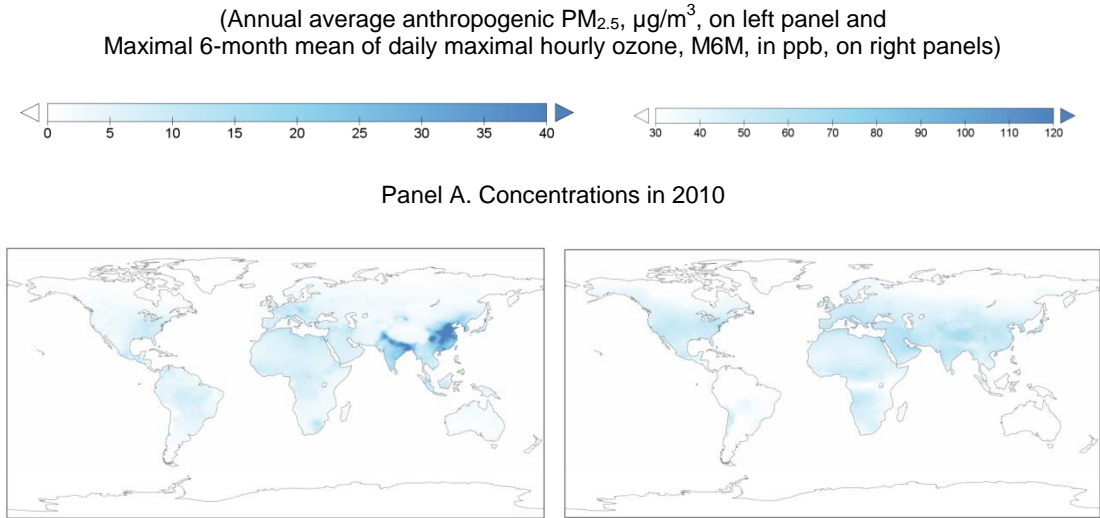 (Annual average anthropogenic PM2.5, µg/m3, on left panel and
Maximal 6-month mean of daily maximal hourly ozone, M6M, in ppb, on right panels)
0 5 10 15 20 25 30 35 40
30 40 50 60 70 80 90 100 110 120
Panel A. Concentrations in 2010